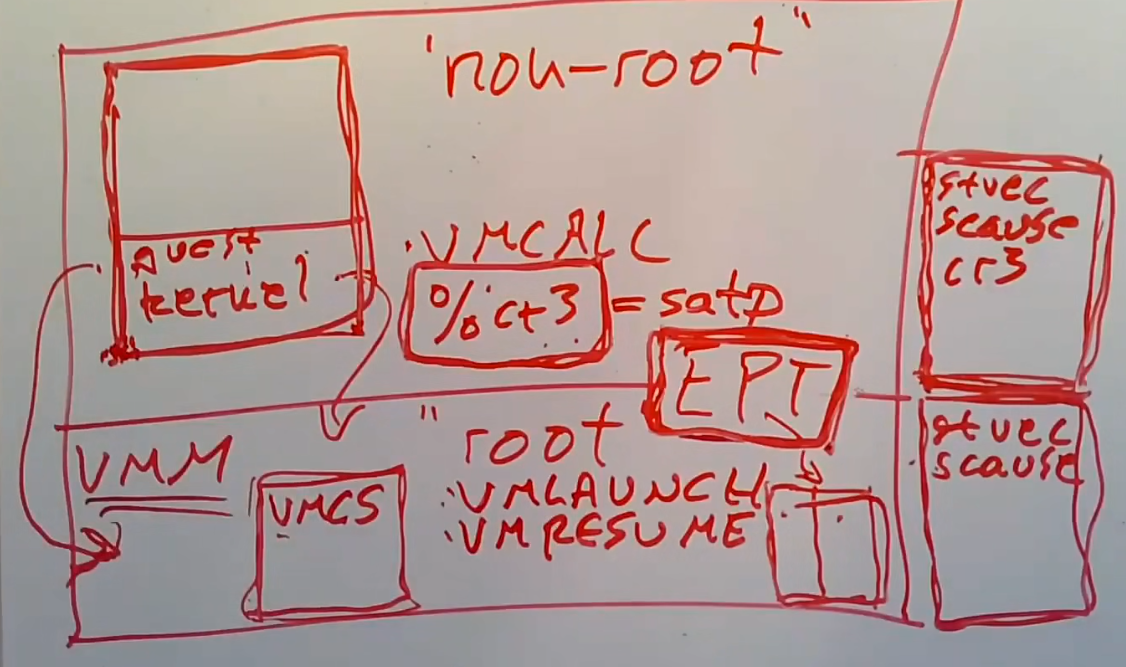 "non-root"
guest
kernel
.VMCALL
%cr3 = satp
EPT
stvec
scause
cr3
VMM
VMCS
"root
.VMLAUNCH
.VMRESUME
stvec
scause